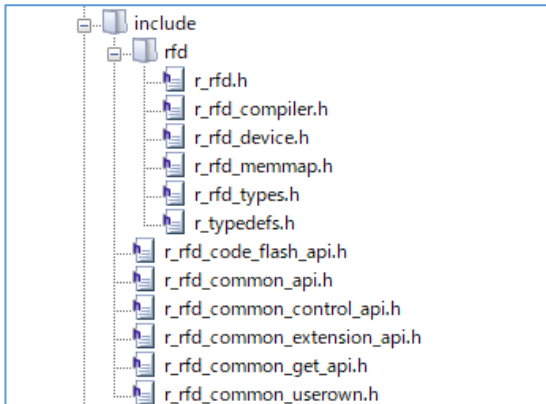 include
rfd
r_rfd.h
r_rfd_compiler.h
r_rfd_device.h
r_rfd_memmap.h
r_rfd_types.h
r_typedefs.h
r_rfd_code_flash_api.h
r_rfd_common_api.h
r_rfd_common_control_api.h
r_rfd_common_extension_api.h
r_rfd_common_get_api.h
r_rfd_common_userown.h